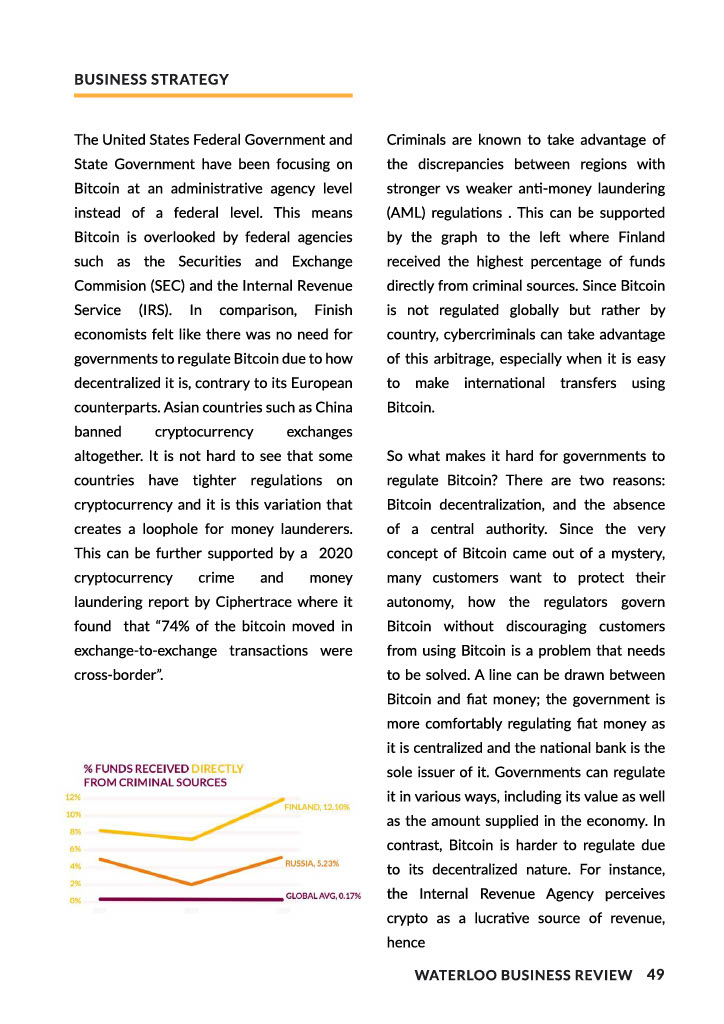 BUSINESS STRATEGY
The United States Federal Government and
State Government have been focusing on
Bitcoin at an administrative agency level
instead of a federal level. This means
Bitcoin is overlooked by federal agencies
such as the Securities and Exchange
Commision (SEC) and the Internal Revenue
Service (IRS). In comparison, Finish
economists felt like there was no need for
governments to regulate Bitcoin due to how
decentralized it is, contrary to its European
counterparts. Asian countries such as China
banned cryptocurrency exchanges
altogether. It is not hard to see that some
countries have tighter regulations on
cryptocurrency and it is this variation that
creates a loophole for money launderers.
This can be further supported by a 2020
cryptocurrency crime and money
laundering report by Ciphertrace where it
found that “74% of the bitcoin moved in
exchange-to-exchange transactions were
cross-border”.
% FUNDS RECEIVED DIRECTLY
FROM CRIMINAL SOURCES
12%
10%
8%
6%
4%
2%
0%
FINLAND, 12.10%
RUSSIA, 5.23%
GLOBAL AVG, 0.17%
Criminals are known to take advantage of
the discrepancies between regions with
stronger vs weaker anti-money laundering
(AML) regulations . This can be supported
by the graph to the left where Finland
received the highest percentage of funds
directly from criminal sources. Since Bitcoin
is not regulated globally but rather by
country, cybercriminals can take advantage
of this arbitrage, especially when it is easy
to make international transfers using
Bitcoin.
So what makes it hard for governments to
regulate Bitcoin? There are two reasons:
Bitcoin decentralization, and the absence
of a central authority. Since the very
concept of Bitcoin came out of a mystery,
many customers want to protect their
autonomy, how the regulators govern
Bitcoin without discouraging customers
from using Bitcoin is a problem that needs
to be solved. A line can be drawn between
Bitcoin and fiat money; the government is
more comfortably regulating fiat money as
it is centralized and the national bank is the
sole issuer of it. Governments can regulate
it in various ways, including its value as well
as the amount supplied in the economy. In
contrast, Bitcoin is harder to regulate due
to its decentralized nature. For instance,
the Internal Revenue Agency perceives
crypto as a lucrative source of revenue,
hence
WATERLOO BUSINESS REVIEW 49